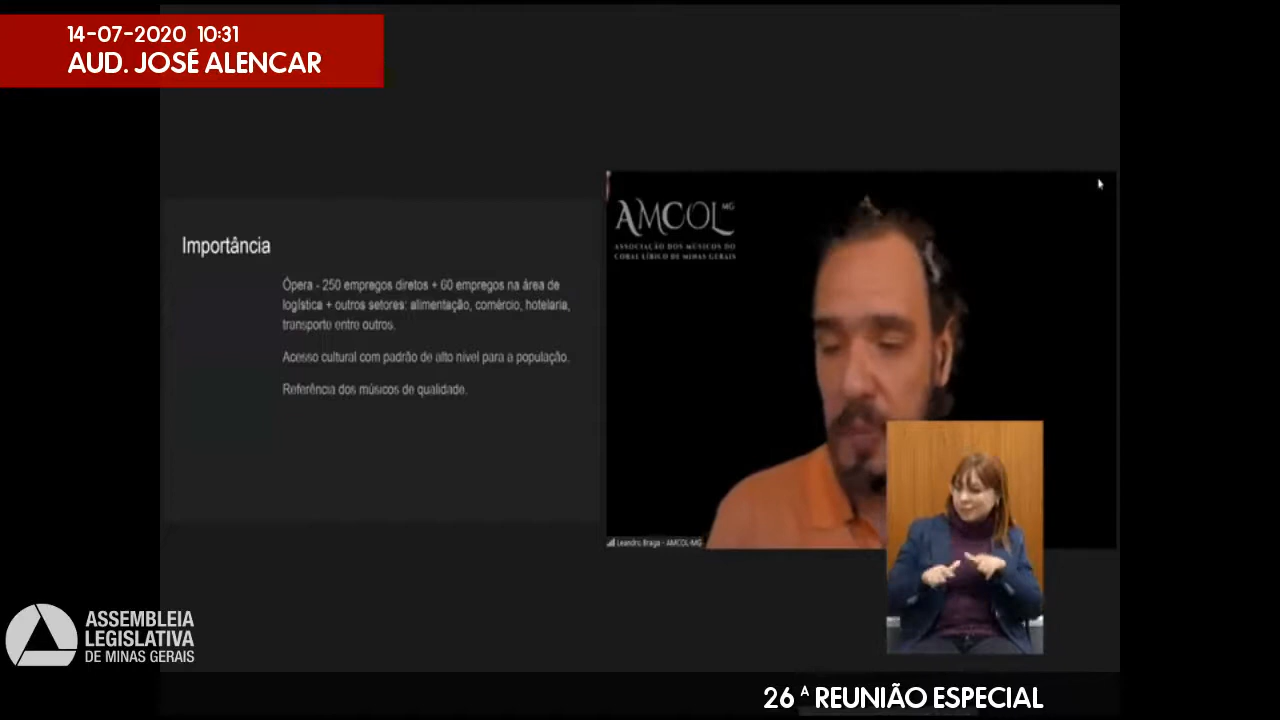 14-07-2020 10:31
AUD. JOSÉ ALENCAR
Importância
Ópera - 250 empregos diretos + 60 empregos na área de
logística + outros setores: alimentação, comércio, hotelaria,
transporte entre outros.
Acesso cultural com padrão de alto nível para a população.
Referência dos músicos de qualidade.
AMCOL MG
ASSOCIAÇÃO DOS MÚSICOS DO
CORAL LÍRICO DE MINAS GERAIS
Leandro Braga - AMCOL-MG
ASSEMBLEIA
LEGISLATIVA
DE MINAS GERAIS
26ª REUNIÃO ESPECIAL